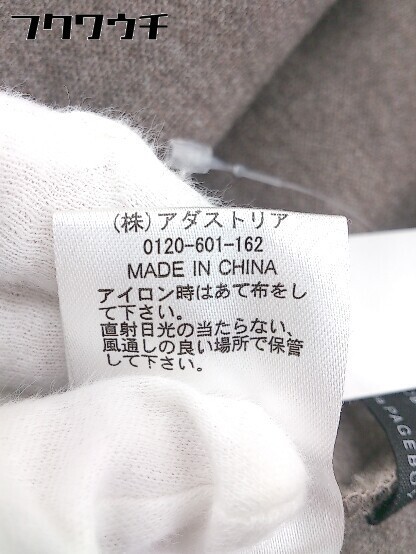 フクワウチ
(株)アダストリア
0120-601-162
MADE IN CHINA
アイロン時はあて布をし
て下さい。
直射日光の当たらない、
風通しの良い場所で保管
して下さい。
PAGEBO